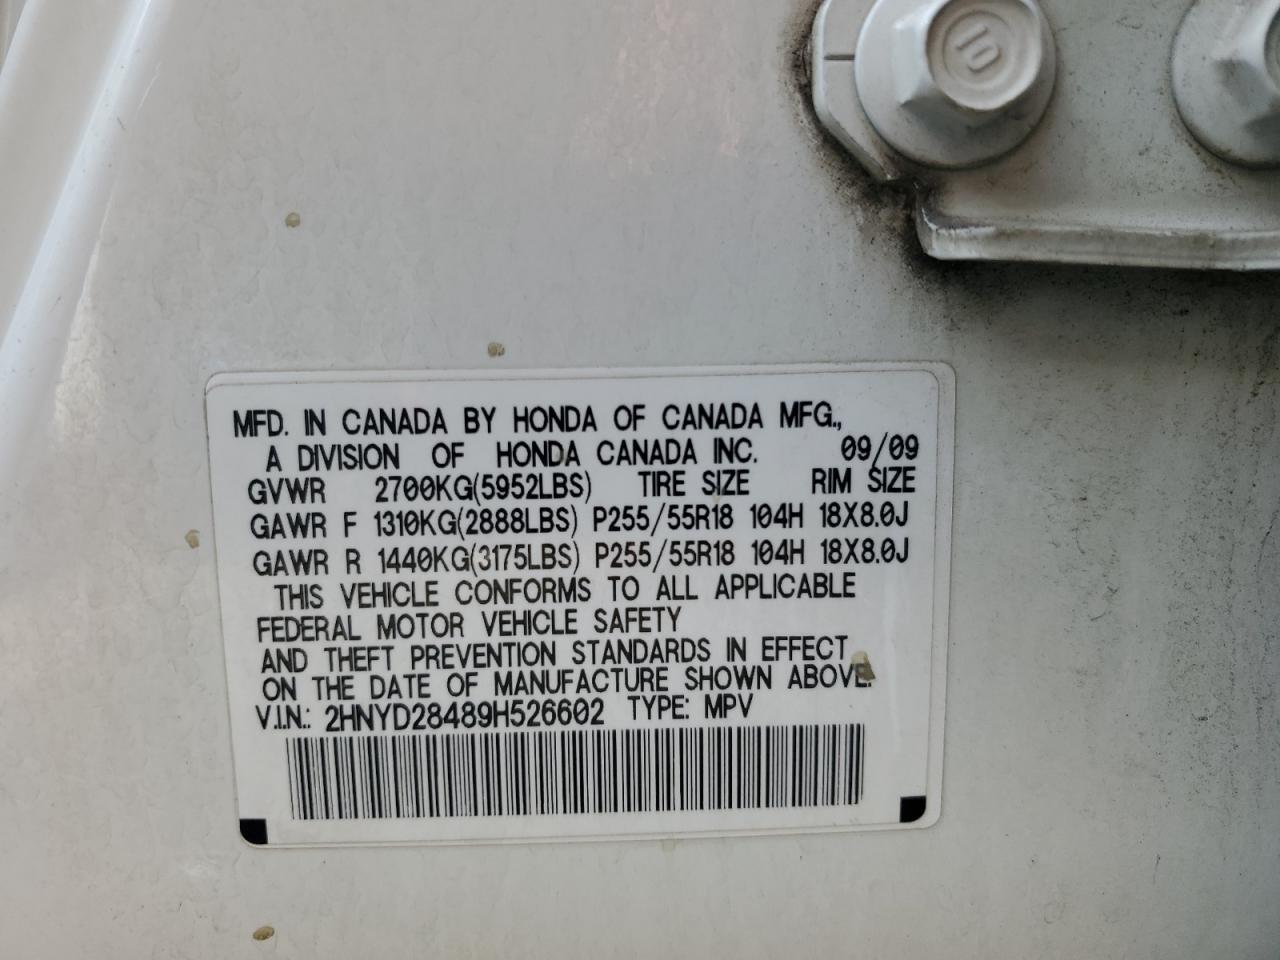 10
MFD. IN CANADA BY HONDA OF CANADA MFG.,
A DIVISION OF HONDA CANADA INC. 09/09
GVWR 2700KG(5952LBS) TIRE SIZE RIM SIZE
GAWR F 1310KG(2888LBS) P255/55R18 104H 18X8.0J
GAWR R 1440KG(3175LBS) P255/55R18 104H 18X8.0J
THIS VEHICLE CONFORMS TO ALL APPLICABLE
FEDERAL MOTOR VEHICLE SAFETY
AND THEFT PREVENTION STANDARDS IN EFFECT
ON THE DATE OF MANUFACTURE SHOWN ABOVE.
V.I.N.: 2HNYD28489H526602 TYPE: MPV